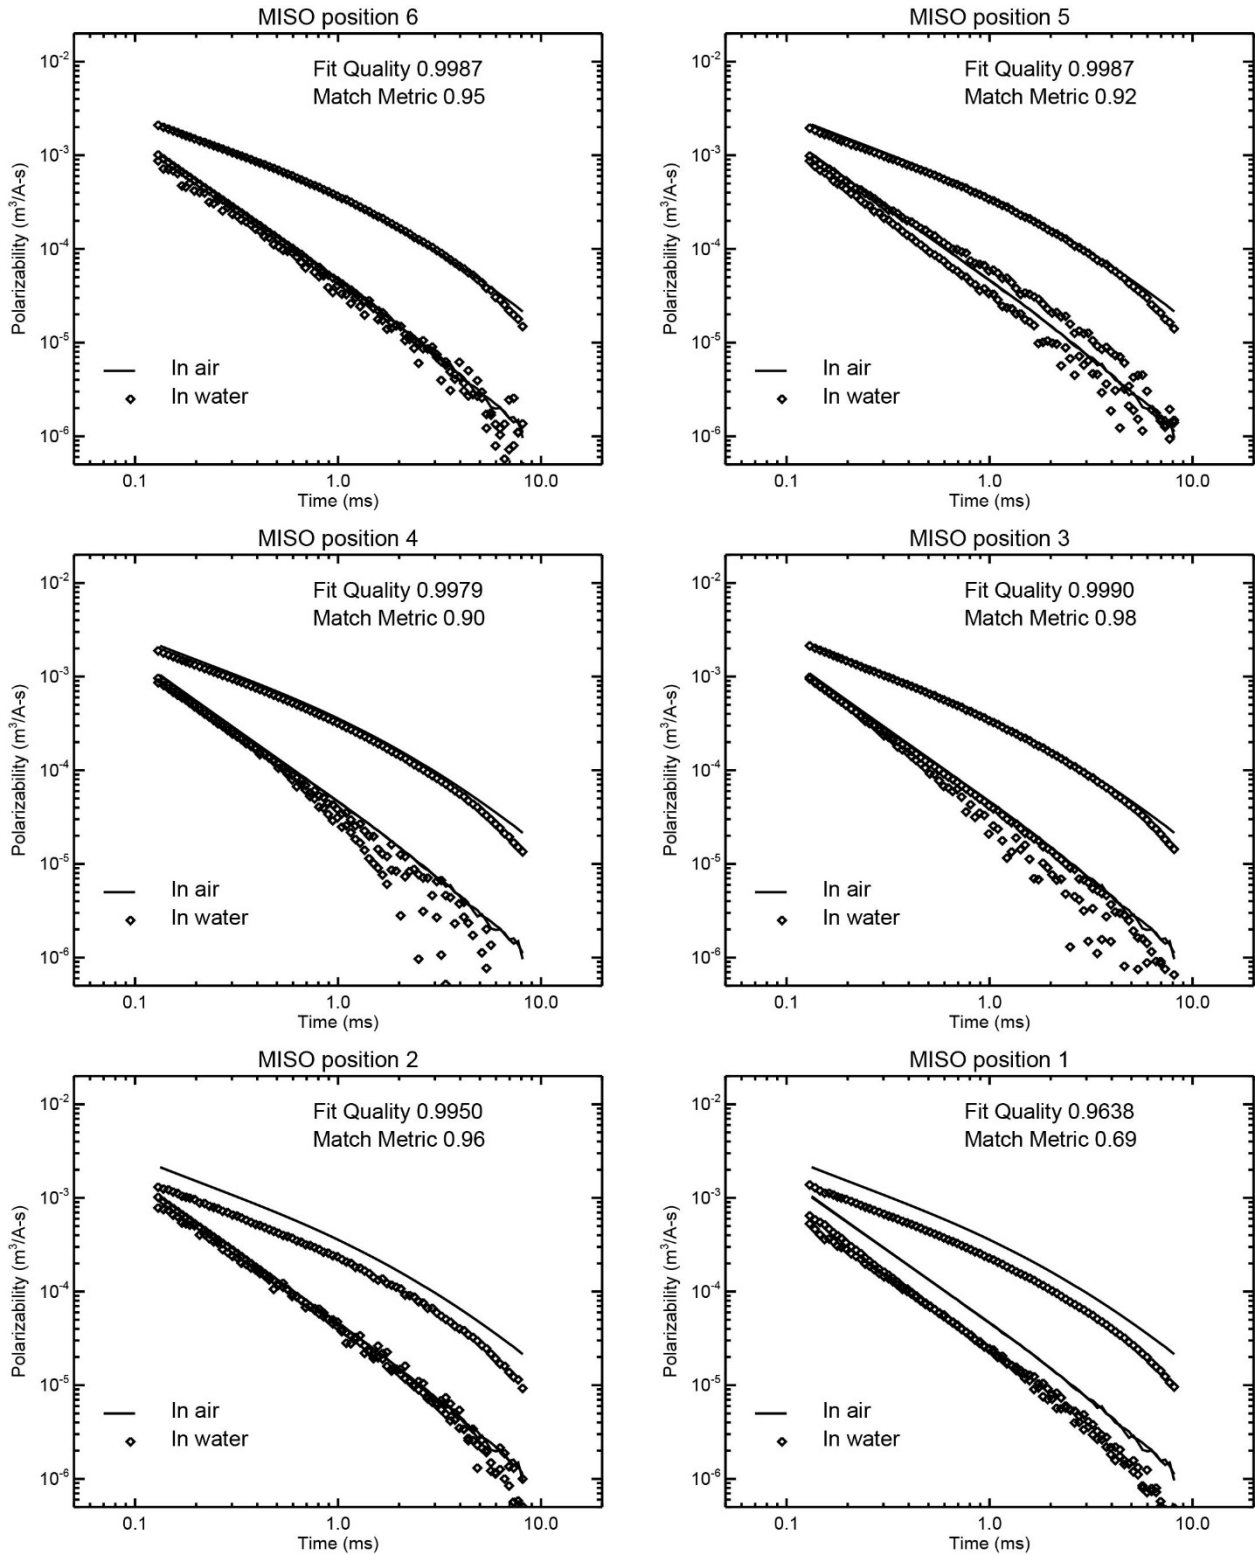 MISO position 6
Fit Quality 0.9987
Match Metric 0.95
10⁻²
10⁻³
10⁻⁴
10⁻⁵
10⁻⁶
Polarizability (m³/A-s)
In air
In water
0.1 1.0 10.0
Time (ms)
MISO position 5
Fit Quality 0.9987
Match Metric 0.92
10⁻²
10⁻³
10⁻⁴
10⁻⁵
10⁻⁶
Polarizability (m³/A-s)
In air
In water
0.1 1.0 10.0
Time (ms)
MISO position 4
Fit Quality 0.9979
Match Metric 0.90
10⁻²
10⁻³
10⁻⁴
10⁻⁵
10⁻⁶
Polarizability (m³/A-s)
In air
In water
0.1 1.0 10.0
Time (ms)
MISO position 3
Fit Quality 0.9990
Match Metric 0.98
10⁻²
10⁻³
10⁻⁴
10⁻⁵
10⁻⁶
Polarizability (m³/A-s)
In air
In water
0.1 1.0 10.0
Time (ms)
MISO position 2
Fit Quality 0.9950
Match Metric 0.96
10⁻²
10⁻³
10⁻⁴
10⁻⁵
10⁻⁶
Polarizability (m³/A-s)
In air
In water
0.1 1.0 10.0
Time (ms)
MISO position 1
Fit Quality 0.9638
Match Metric 0.69
10⁻²
10⁻³
10⁻⁴
10⁻⁵
10⁻⁶
Polarizability (m³/A-s)
In air
In water
0.1 1.0 10.0
Time (ms)